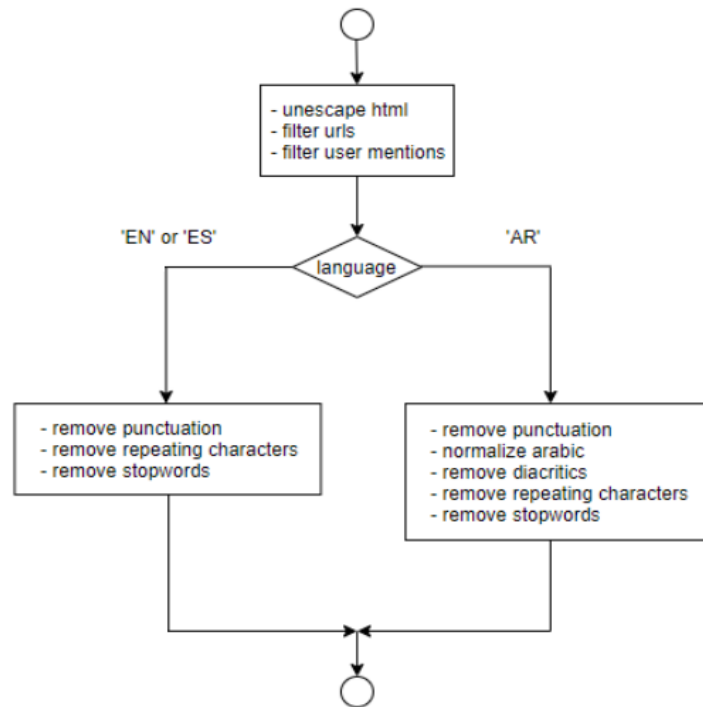 - unescape html
- filter urls
- filter user mentions
'EN' or 'ES'
'AR'
language
- remove punctuation
- remove repeating characters
- remove stopwords
- remove punctuation
- normalize arabic
- remove diacritics
- remove repeating characters
- remove stopwords